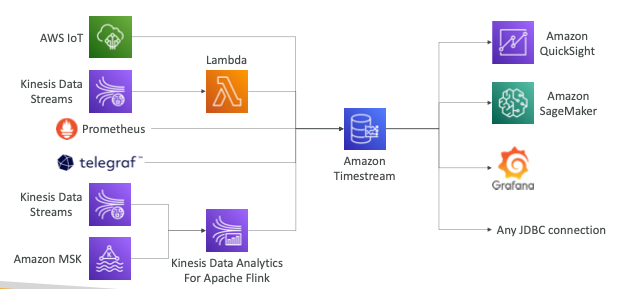 AWS IoT
Kinesis Data
Streams
Lambda
Prometheus
telegraf™
Kinesis Data
Streams
Amazon MSK
Kinesis Data Analytics
For Apache Flink
Amazon
Timestream
Amazon
QuickSight
Amazon
SageMaker
Grafana
Any JDBC connection